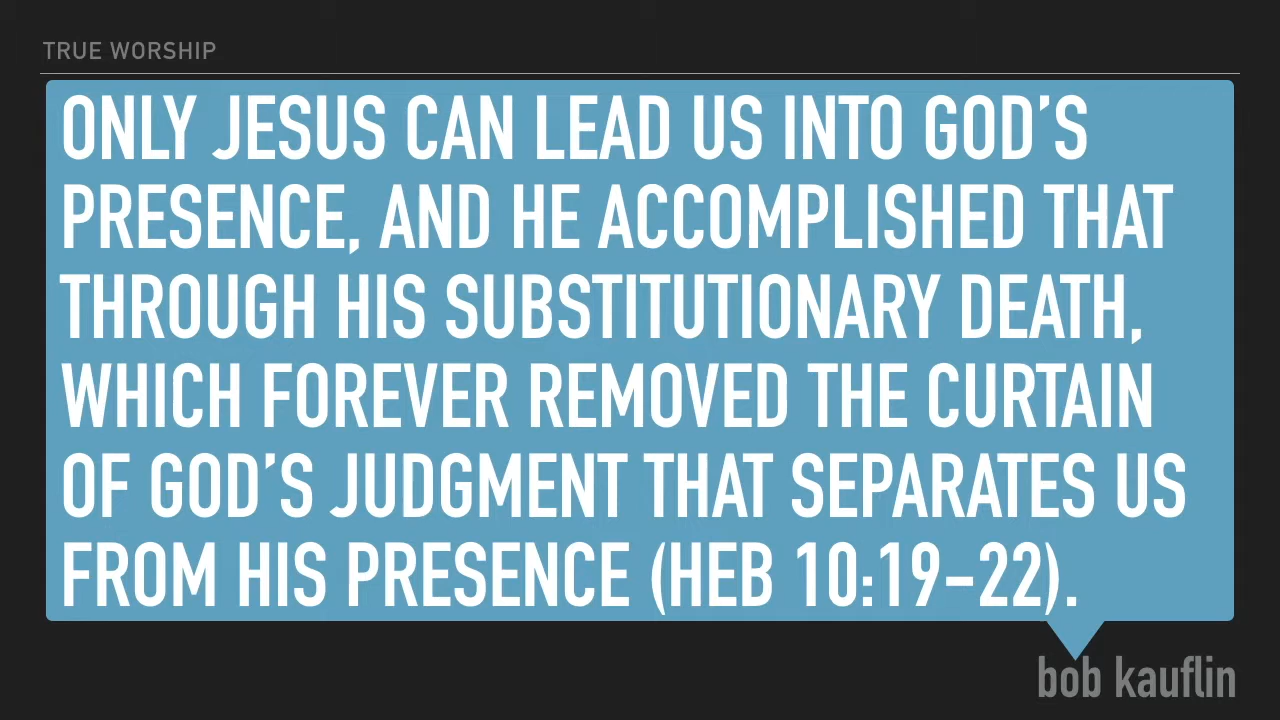 TRUE WORSHIP
ONLY JESUS CAN LEAD US INTO GOD’S
PRESENCE, AND HE ACCOMPLISHED THAT
THROUGH HIS SUBSTITUTIONARY DEATH,
WHICH FOREVER REMOVED THE CURTAIN
OF GOD’S JUDGMENT THAT SEPARATES US
FROM HIS PRESENCE (HEB 10:19-22).
bob kauflin